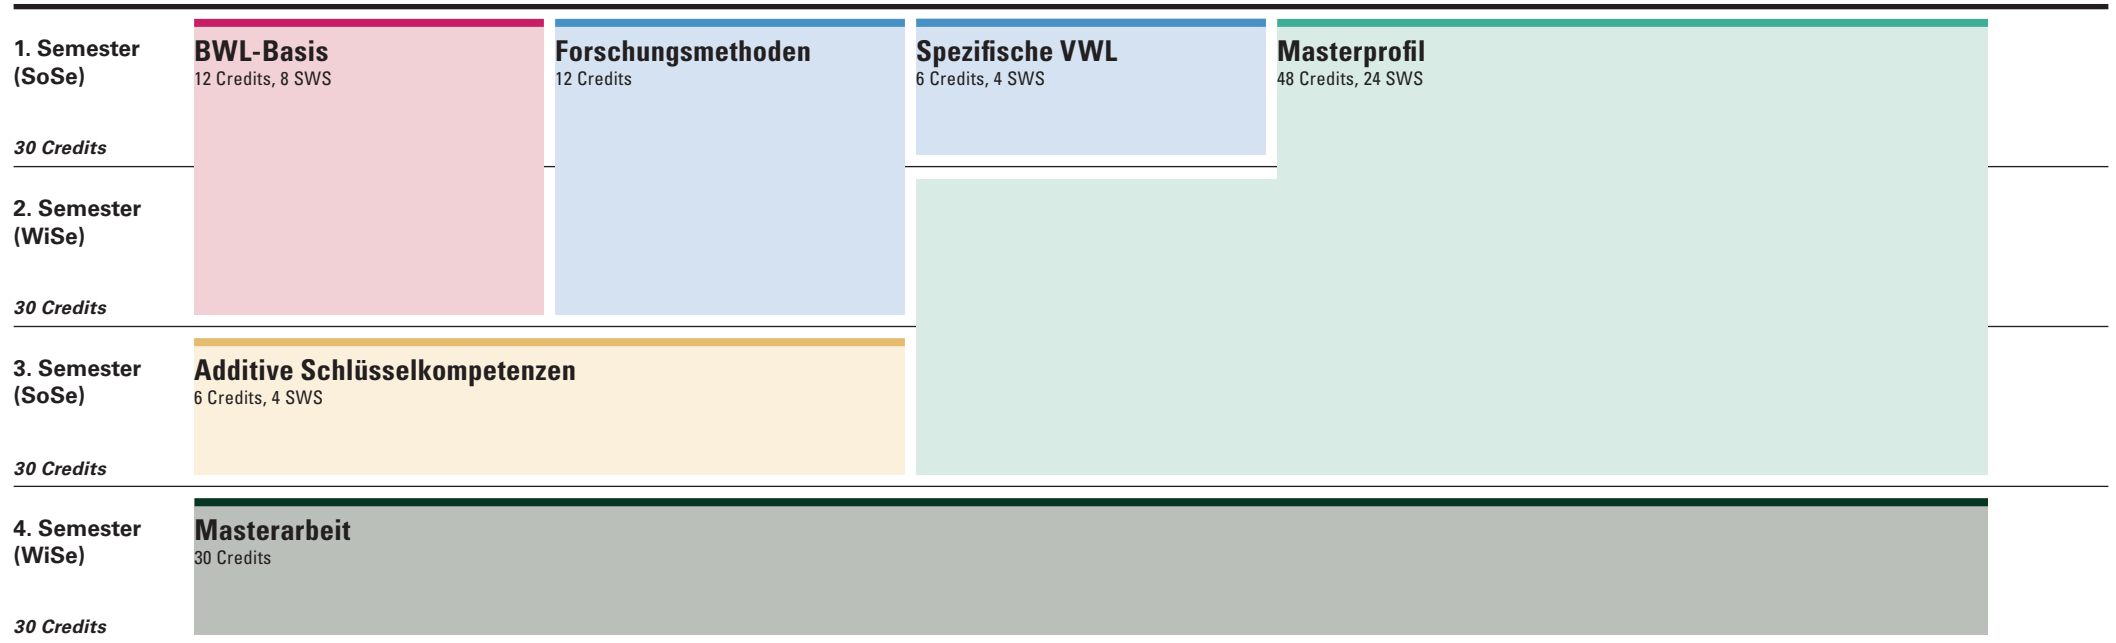 1. Semester
(SoSe)
30 Credits
BWL-Basis
12 Credits, 8 SWS
Forschungsmethoden
12 Credits
Spezifische VWL
6 Credits, 4 SWS
Masterprofil
48 Credits, 24 SWS
2. Semester
(WiSe)
30 Credits
3. Semester
(SoSe)
30 Credits
Additive Schlüsselkompetenzen
6 Credits, 4 SWS
4. Semester
(WiSe)
30 Credits
Masterarbeit
30 Credits